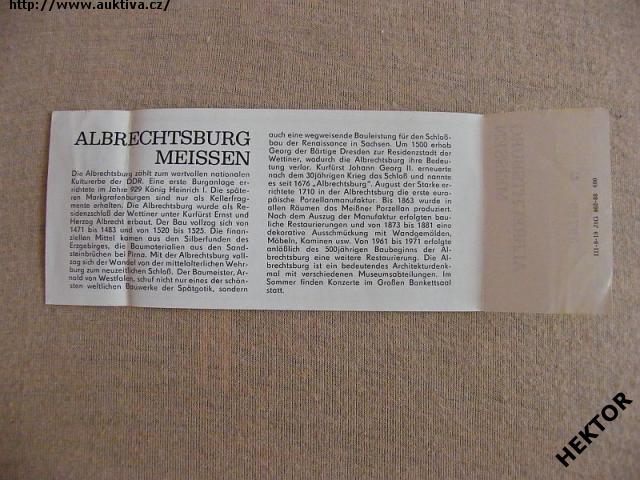 http://www.auktiva.cz/
ALBRECHTSBURG
MEISSEN
Die Albrechtsburg zählt zum wertvollen nationalen
Kulturerbe der DDR. Eine erste Burganlage er-
richtete im Jahre 929 König Heinrich I. Die späte-
ren Markgrafenburgen sind nur als Kellerfrag-
mente erhalten. Die Albrechtsburg wurde als Re-
sidenzschloß der Wettiner unter Kurfürst Ernst und
Herzog Albrecht erbaut. Der Bau vollzog sich von
1471 bis 1483 und von 1520 bis 1525. Die finan-
ziellen Mittel kamen aus den Silberfunden des
Erzgebirges, die Baumaterialien aus den Sand-
steinbrüchen bei Pirna. Mit der Albrechtsburg voll-
zog sich der Wandel von der mittelalterlichen Wehr-
burg zum neuzeitlichen Schloß. Der Baumeister, Ar-
nold von Westfalen, schuf nicht nur eines der schön-
sten weltlichen Bauwerke der Spätgotik, sondern
auch eine wegweisende Bauleistung für den Schloß-
bau der Renaissance in Sachsen. Um 1500 erhob
Georg der Bärtige Dresden zur Residenzstadt der
Wettiner, wodurch die Albrechtsburg ihre Bedeu-
tung verlor. Kurfürst Johann Georg II. erneuerte
nach dem 30jährigen Krieg das Schloß und nannte
es seit 1676 „Albrechtsburg". August der Starke er-
richtete 1710 in der Albrechtsburg die erste euro-
päische Porzellanmanufaktur. Bis 1863 wurde in
allen Räumen das Meißner Porzellan produziert.
Nach dem Auszug der Manufaktur erfolgten bau-
liche Restaurierungen und von 1873 bis 1881 eine
dekorative Ausschmückung mit Wandgemälden,
Möbeln, Kaminen usw. Von 1961 bis 1971 erfolgte
anläßlich des 500jährigen Baubeginns der Al-
brechtsburg eine weitere Restaurierung. Die Al-
brechtsburg ist ein bedeutendes Architekturdenk-
mal mit verschiedenen Museumsabteilungen. Im
Sommer finden Konzerte im Großen Bankettsaal
statt.
HEKTOR